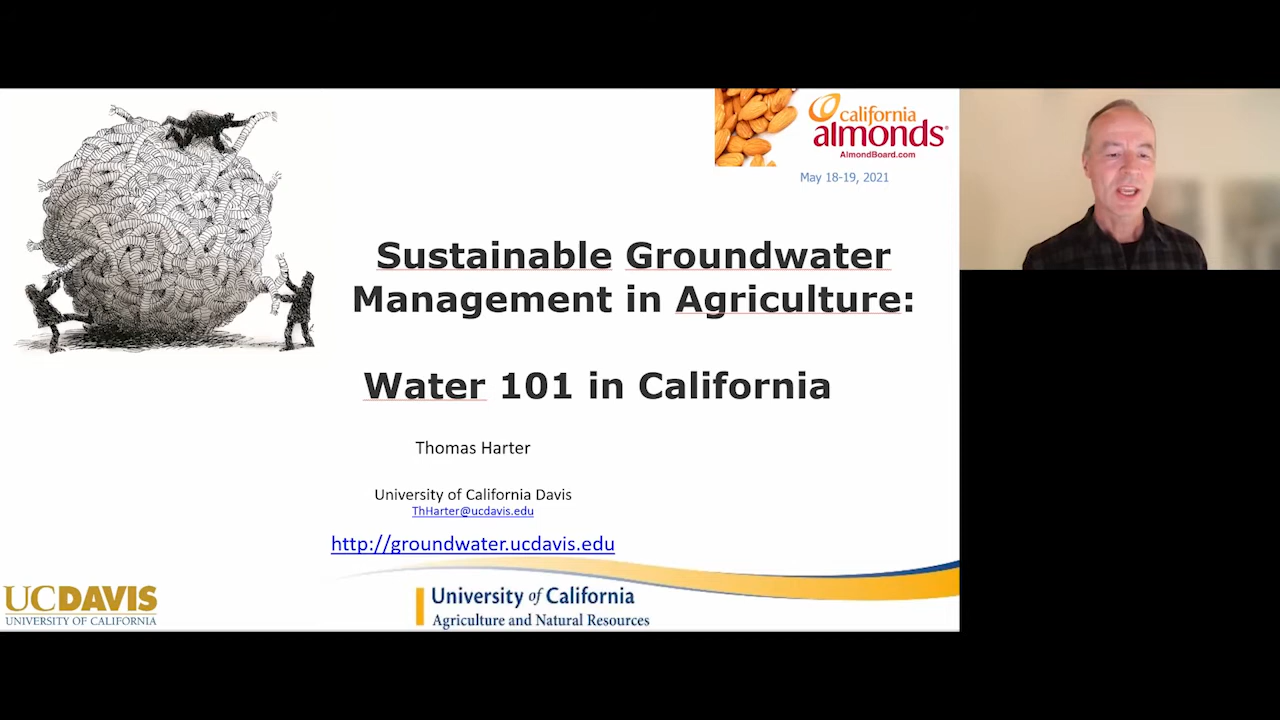 california
almonds®
AlmondBoard.com
May 18-19, 2021
Sustainable Groundwater
Management in Agriculture:
Water 101 in California
Thomas Harter
University of California Davis
ThHarter@ucdavis.edu
http://groundwater.ucdavis.edu
UCDAVIS
UNIVERSITY OF CALIFORNIA
University of California
Agriculture and Natural Resources